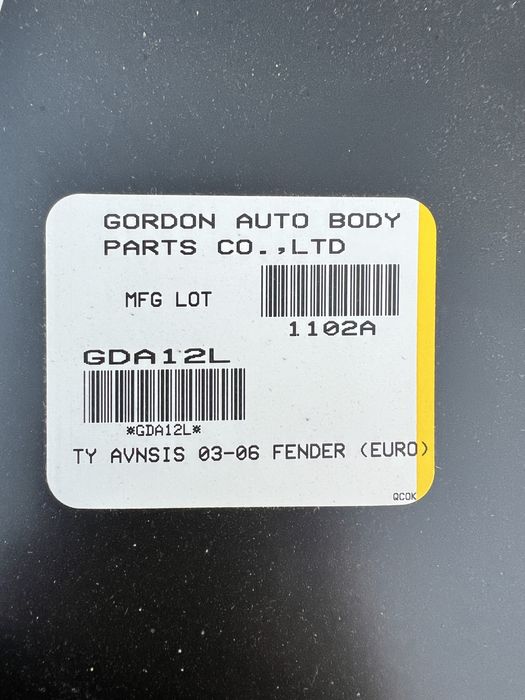 GORDON AUTO BODY
PARTS CO.,LTD
MFG LOT
1102A
GDA12L
*GDA12L*
TY AVNSIS 03-06 FENDER (EURO)
QCOK